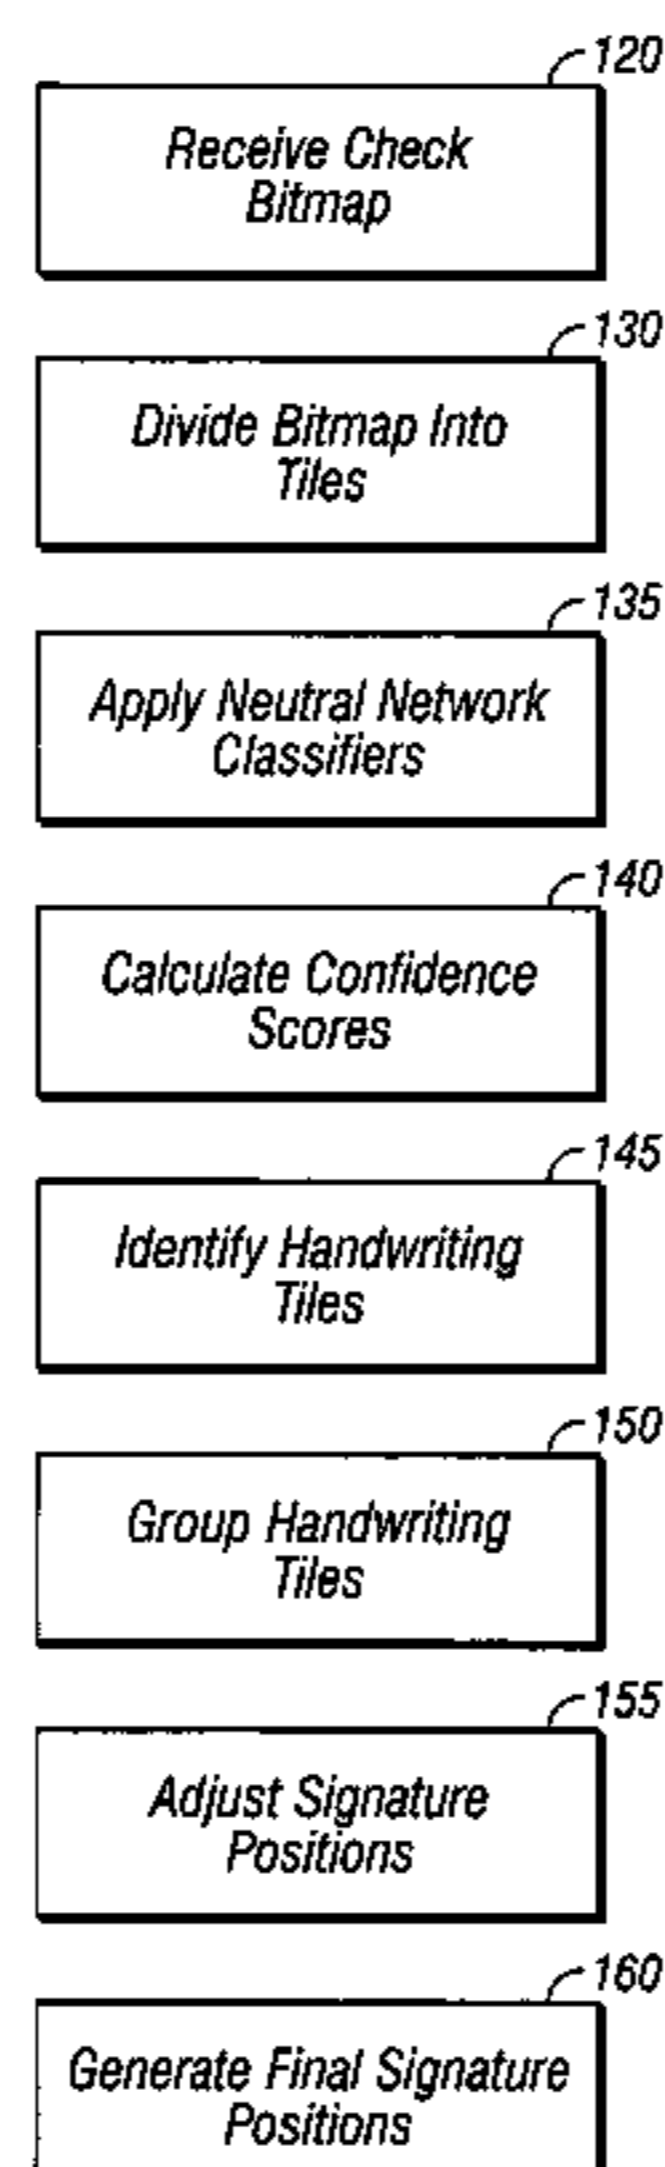 120
Receive Check
Bitmap
130
Divide Bitmap Into
Tiles
135
Apply Neutral Network
Classifiers
140
Calculate Confidence
Scores
145
Identify Handwriting
Tiles
150
Group Handwriting
Tiles
155
Adjust Signature
Positions
160
Generate Final Signature
Positions